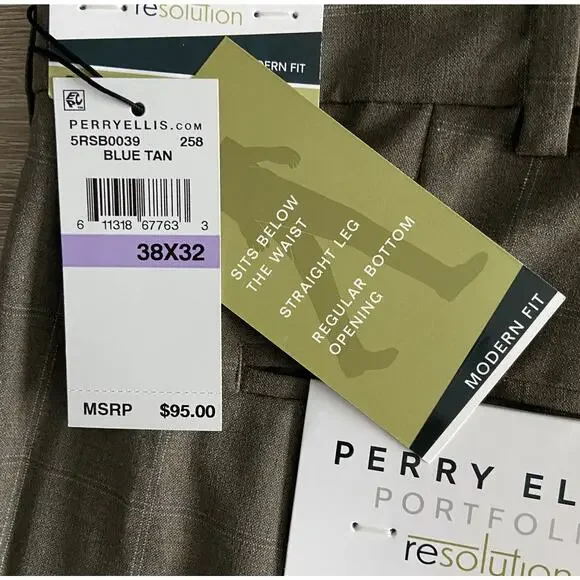 resolution
MODERN FIT
PERRYELLIS.COM
5RSB0039 258
BLUE TAN
6 11318 67763 3
38X32
MSRP $95.00
SITS BELOW
THE WAIST
STRAIGHT LEG
REGULAR BOTTOM
OPENING
MODERN FIT
PERRY EL
PORTFOLI
resolution